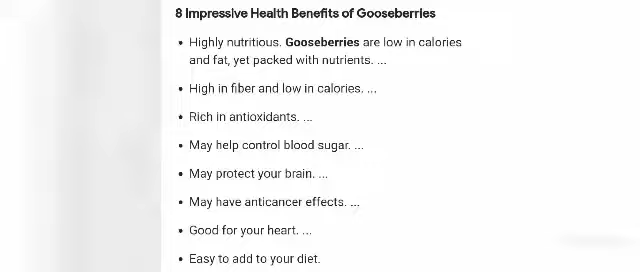 8 Impressive Health Benefits of Gooseberries
• Highly nutritious. Gooseberries are low in calories
and fat, yet packed with nutrients. ...
• High in fiber and low in calories. ...
• Rich in antioxidants. ...
• May help control blood sugar. ...
• May protect your brain. ...
• May have anticancer effects. ...
• Good for your heart. ...
• Easy to add to your diet.